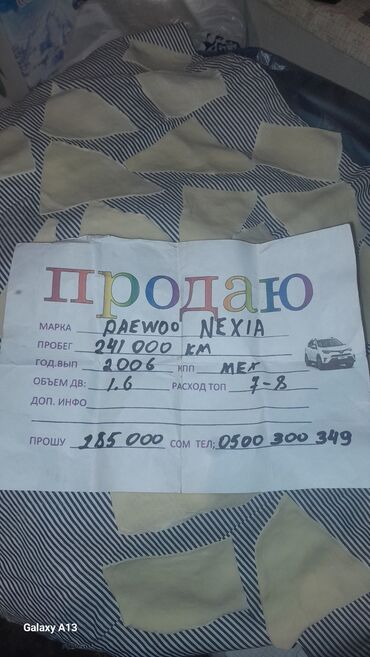 продаю
МАРКА DAEWOO NEXIA
ПРОБЕГ 241 000 КМ
ГОД.ВЫП 2006 КПП МЕХ
ОБЪЕМ ДВ: 1.6 РАСХОД ТОП 7-8
ДОП. ИНФО
ПРОШУ 185 000 СОМ ТЕЛ: 0500 300 349
Galaxy A13